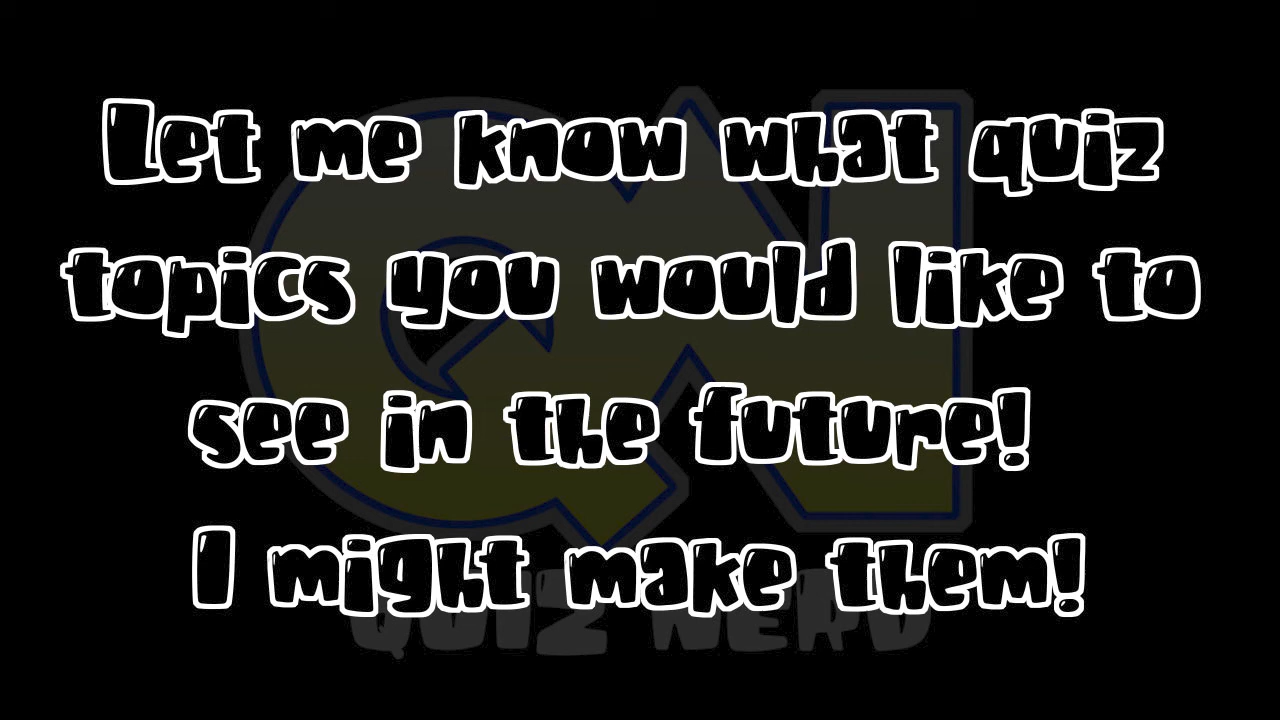 Let me know what quiz
topics you would like to
see in the future!
I might make them!
QN
QUIZ NERD